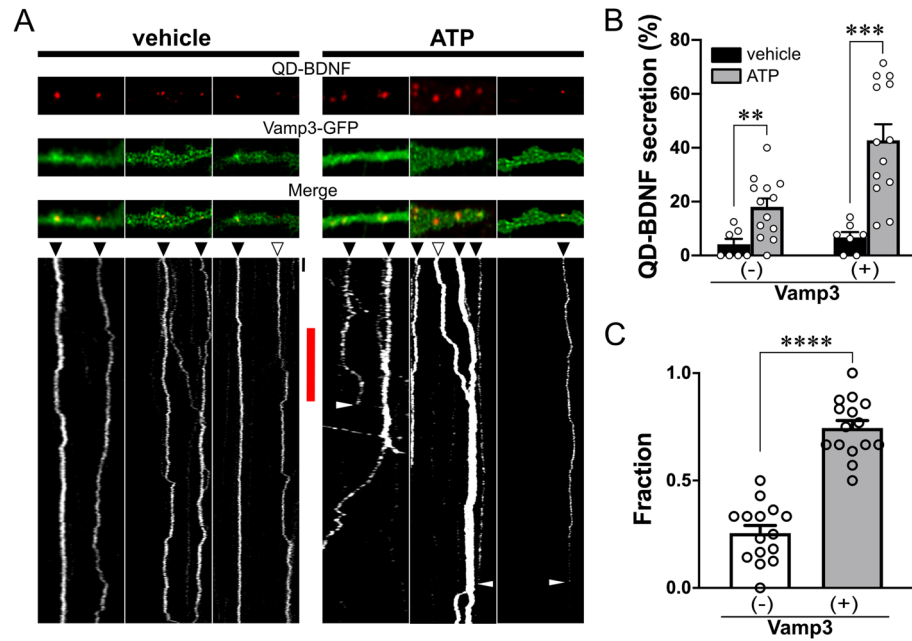 A
vehicle
ATP
QD-BDNF
Vamp3-GFP
Merge
B
QD-BDNF secretion (%)
80
60
40
20
0
vehicle
ATP
**
***
(-)
(+)
Vamp3
C
Fraction
1.0
0.5
0.0
****
(-)
(+)
Vamp3